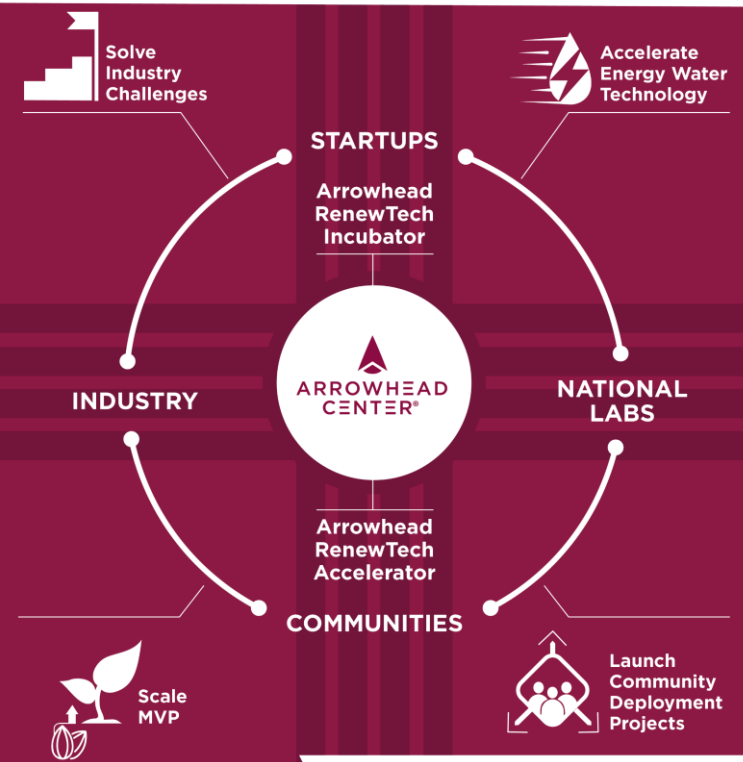 Solve
Industry
Challenges
Accelerate
Energy Water
Technology
STARTUPS
Arrowhead
RenewTech
Incubator
INDUSTRY
ARROWHEAD
CENTER®
NATIONAL
LABS
Arrowhead
RenewTech
Accelerator
COMMUNITIES
Scale
MVP
Launch
Community
Deployment
Projects